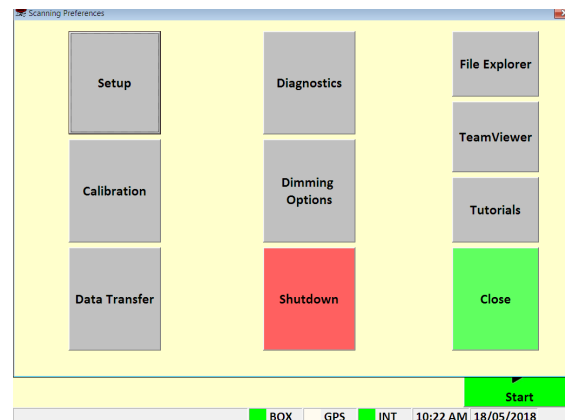 Scanning Preferences
Setup
Diagnostics
File Explorer
TeamViewer
Calibration
Dimming
Options
Tutorials
Data Transfer
Shutdown
Close
Start
BOX GPS INT 10:22 AM 18/05/2018